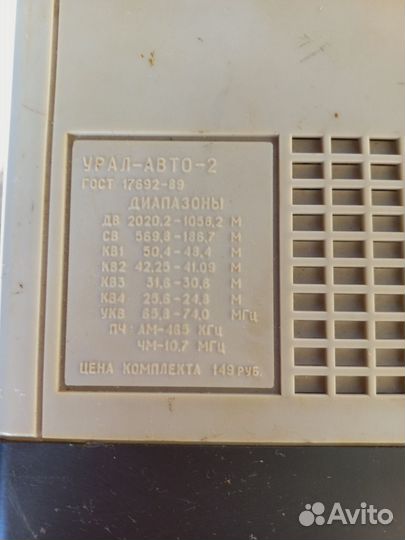 УРАЛ-АВТО-2
ГОСТ 17692-89
ДИАПАЗОНЫ
ДВ 2020,2-1058,2 М
СВ 569,8-186,7 М
КВ1 50,4-48,4 М
КВ2 42,25-41,09 М
КВ3 31,6-30,6 М
КВ4 25,6-24,8 М
УКВ 65,8-74,0 МГц
ПЧ: АМ-465 КГц
ЧМ-10,7 МГц
ЦЕНА КОМПЛЕКТА 149 РУБ.
Avito